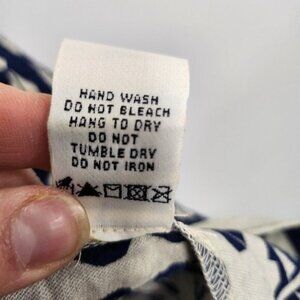 HAND WASH
DO NOT BLEACH
HANG TO DRY
DO NOT
TUMBLE DRY
DO NOT IRON